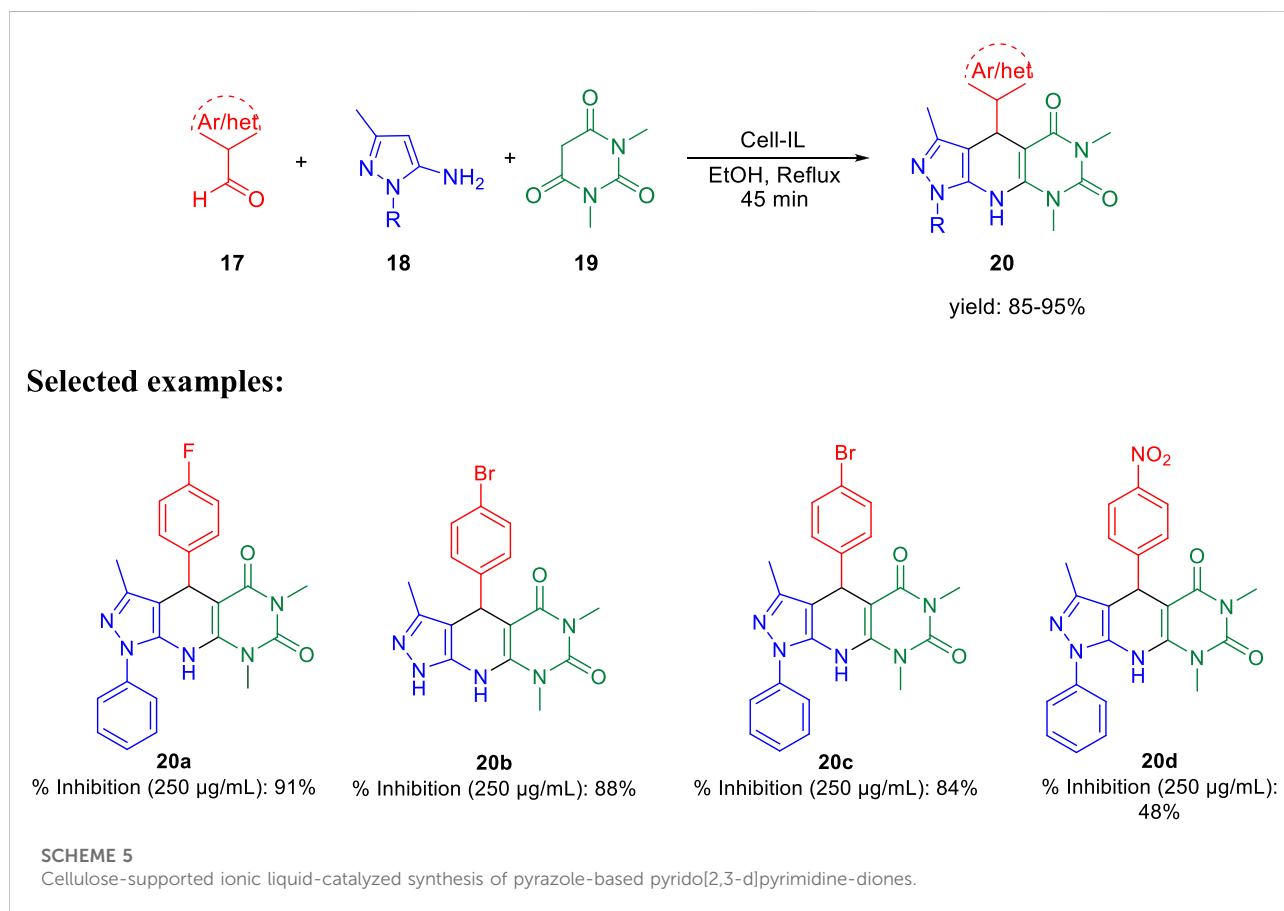 Ar/het
H
O
+
N
N
R
NH2
+
O
N
N
O
O
Cell-IL
EtOH, Reflux
45 min
Ar/het
O
N
N
N
R
N
H
N
O
17
18
19
20
yield: 85-95%
Selected examples:
F
O
N
N
N
N
H
N
O
20a
% Inhibition (250 µg/mL): 91%
Br
O
N
N
N
H
N
H
N
O
20b
% Inhibition (250 µg/mL): 88%
Br
O
N
N
N
N
H
N
O
20c
% Inhibition (250 µg/mL): 84%
NO2
O
N
N
N
N
H
N
O
20d
% Inhibition (250 µg/mL):
48%
SCHEME 5
Cellulose-supported ionic liquid-catalyzed synthesis of pyrazole-based pyrido[2,3-d]pyrimidine-diones.